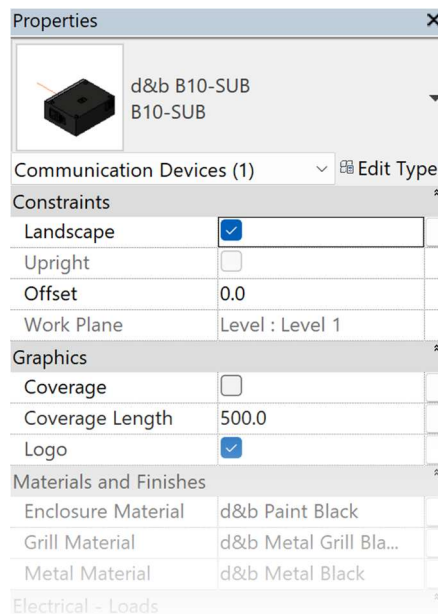 Properties
d&b B10-SUB
B10-SUB
Communication Devices (1)
Edit Type
Constraints
Landscape
Upright
Offset 0.0
Work Plane Level : Level 1
Graphics
Coverage
Coverage Length 500.0
Logo
Materials and Finishes
Enclosure Material d&b Paint Black
Grill Material d&b Metal Grill Bla...
Metal Material d&b Metal Black
Electrical - Loads